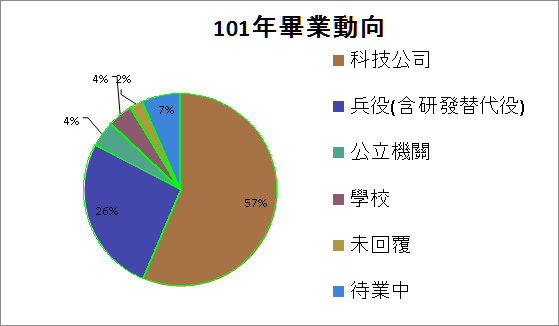 101年畢業動向
科技公司
兵役(含研發替代役)
公立機關
學校
未回覆
待業中
57%
26%
4%
4%
2%
7%